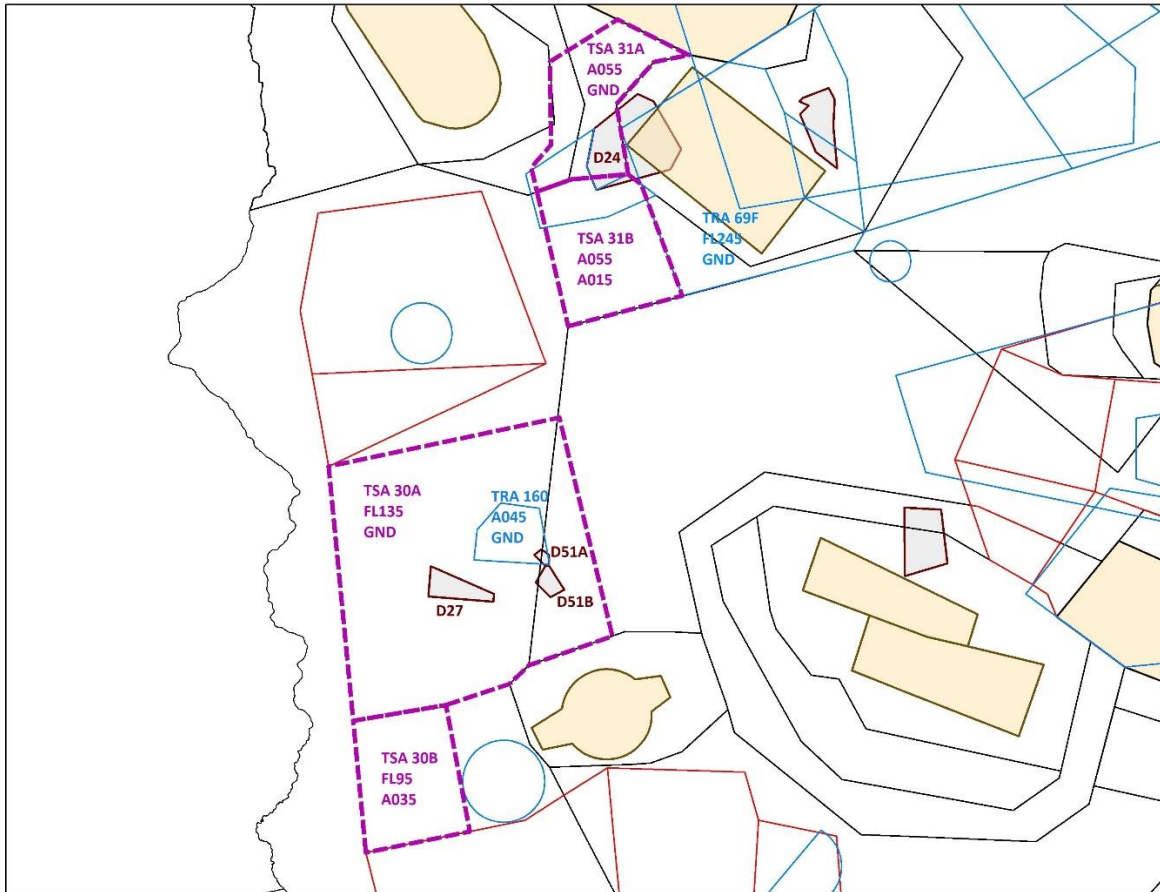 TSA 31A
A055
GND
D24
TSA 31B
A055
A015
TRA 69F
FL245
GND
TSA 30A
FL135
GND
TRA 160
A045
GND
D51A
D51B
D27
TSA 30B
FL95
A035